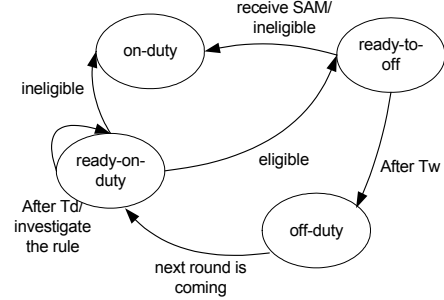 receive SAM/
ineligible
on-duty
ready-to-
off
ineligible
ready-on-
duty
eligible
After Tw
After Td/
investigate
the rule
off-duty
next round is
coming